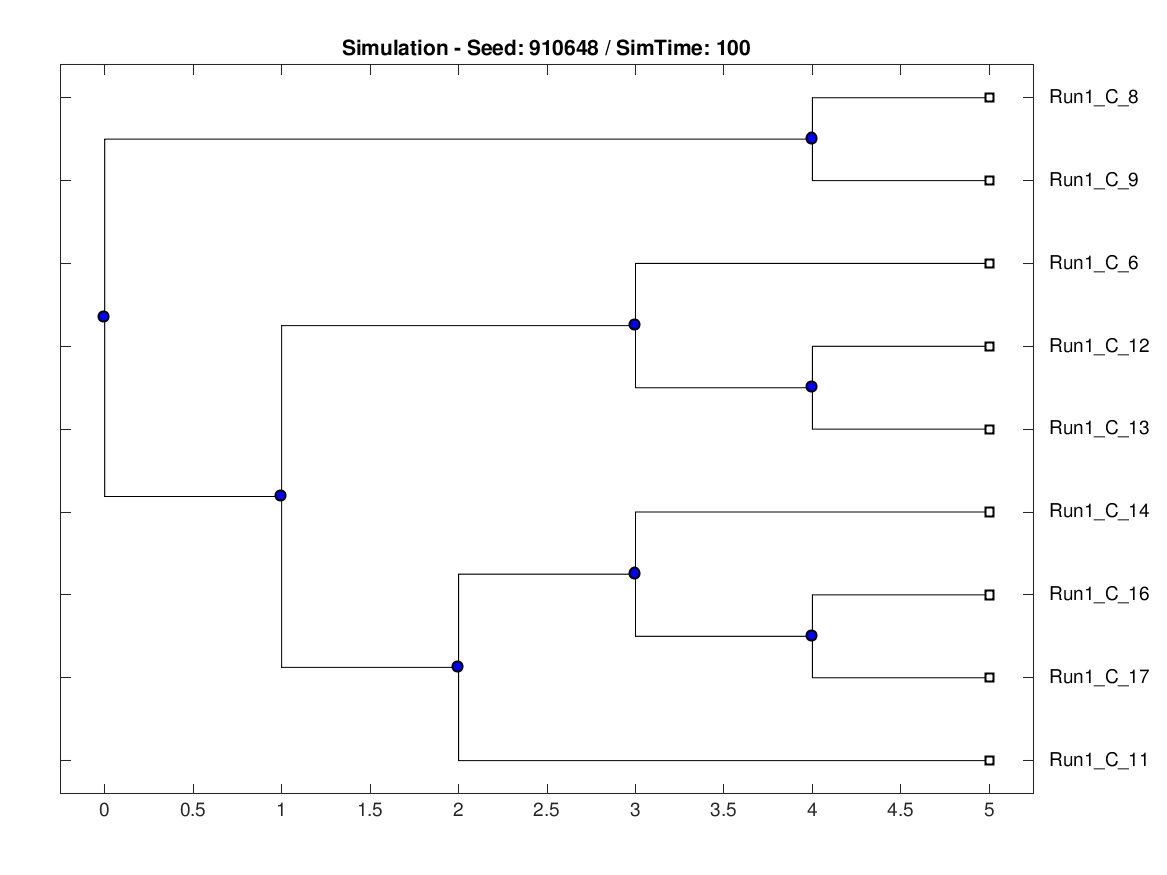 Simulation - Seed: 910648 / SimTime: 100
Run1_C_8
Run1_C_9
Run1_C_6
Run1_C_12
Run1_C_13
Run1_C_14
Run1_C_16
Run1_C_17
Run1_C_11
0 0.5 1 1.5 2 2.5 3 3.5 4 4.5 5